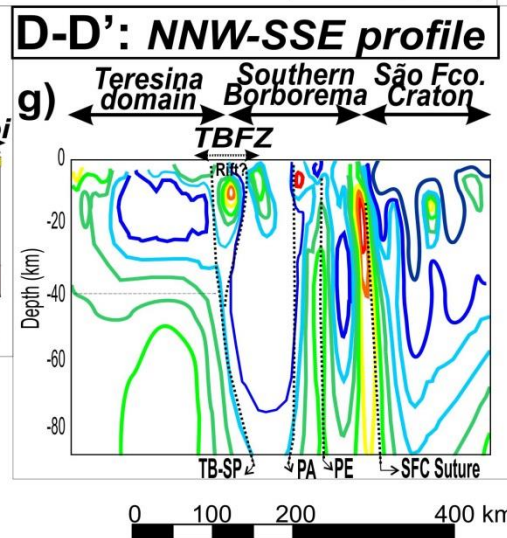 D-D': NNW-SSE profile
g)
Teresina domain
Southern Borborema
São Fco. Craton
TBFZ
Rift?
0
-20
-40
-60
-80
Depth (km)
TB-SP
PA
PE
SFC Suture
0 100 200 400 km